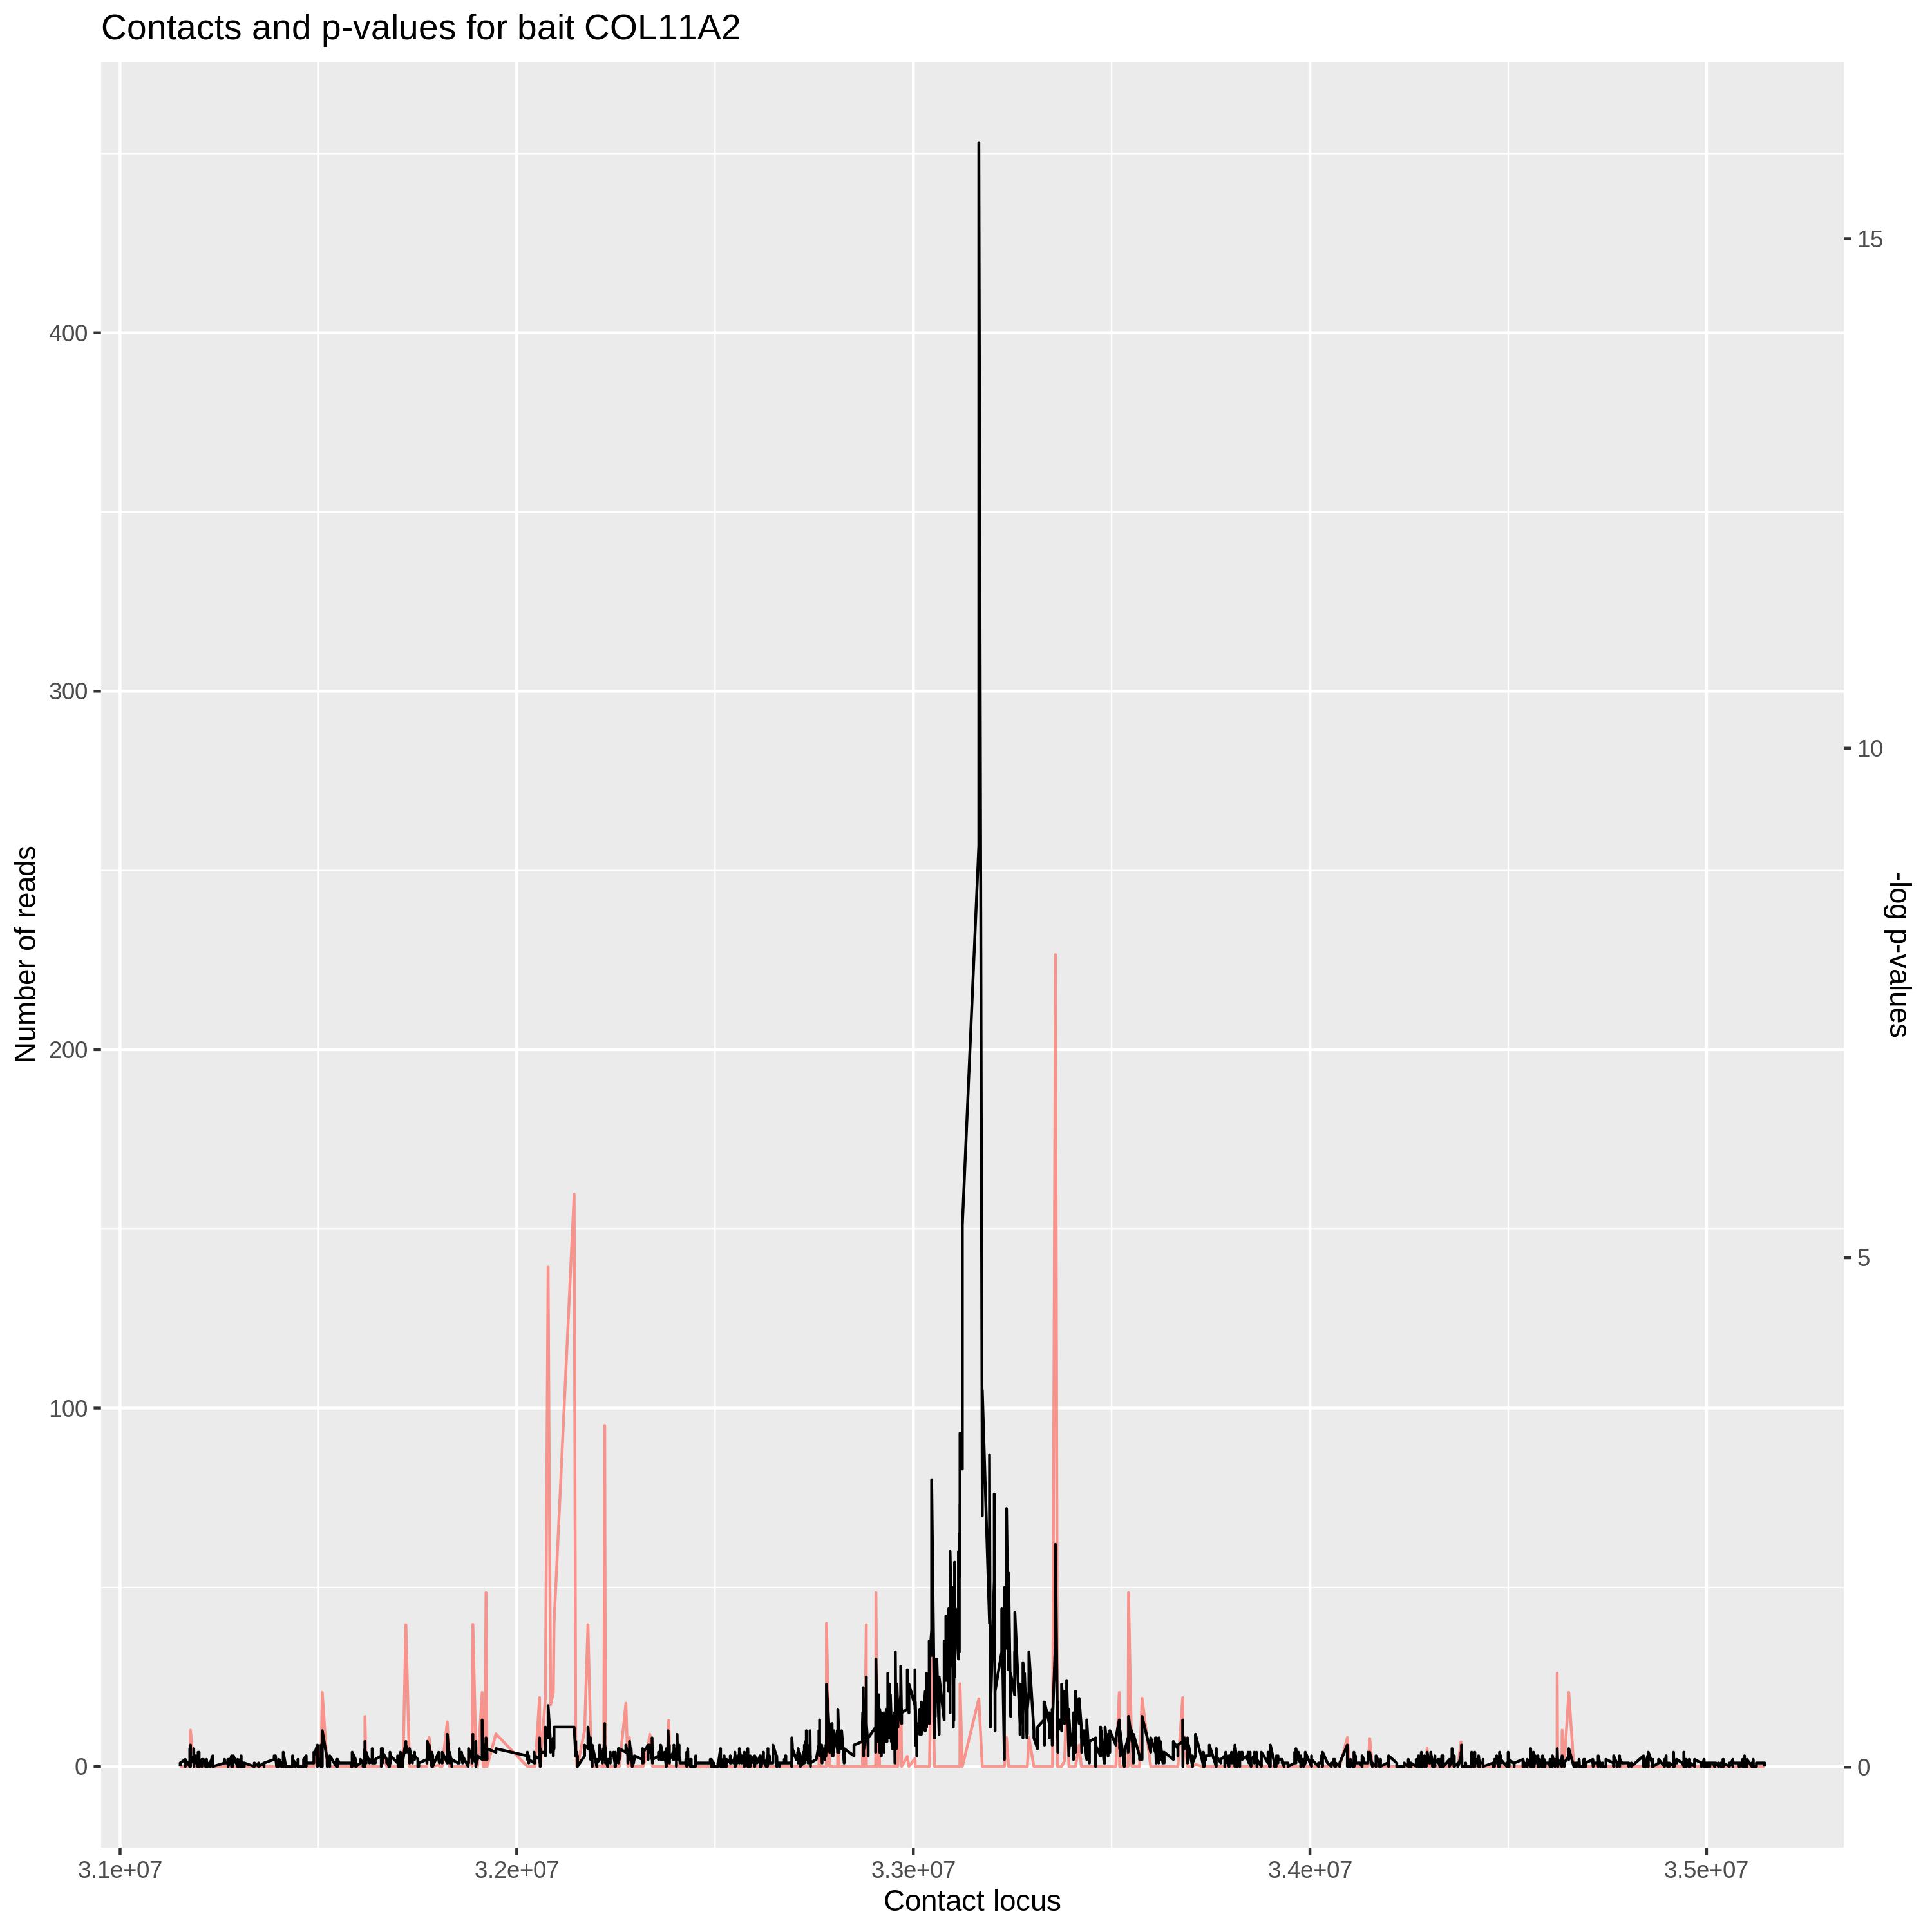 Contacts and p-values for bait COL11A2
Number of reads
400
300
200
100
0
15
10
5
0
-log p-values
3.1e+07
3.2e+07
3.3e+07
3.4e+07
3.5e+07
Contact locus